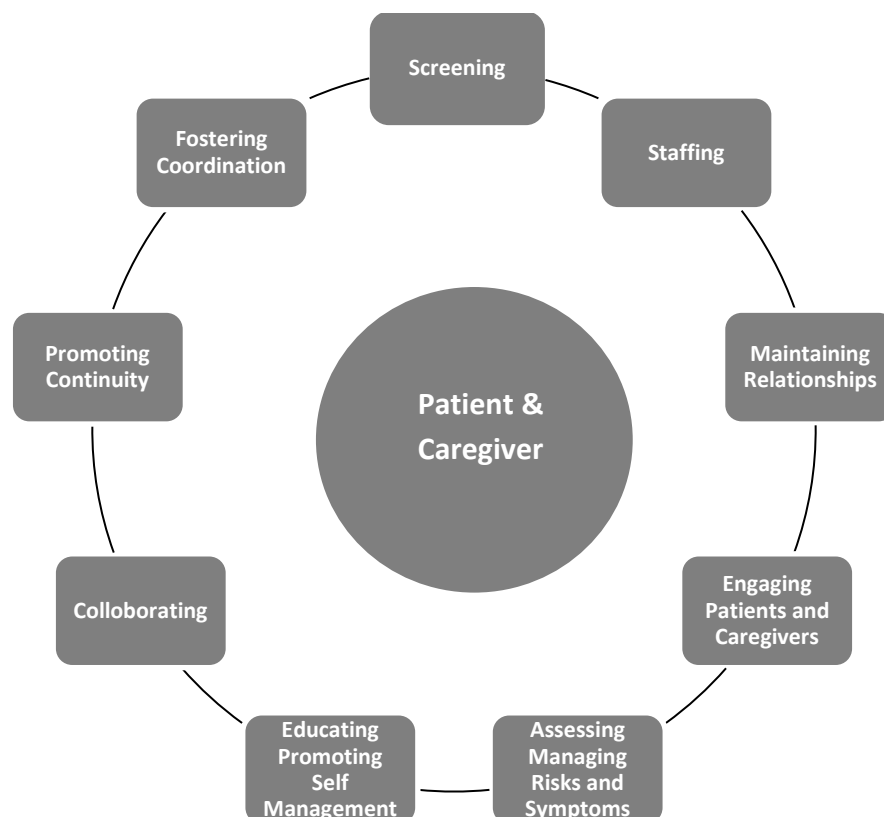 Screening
Staffing
Maintaining
Relationships
Engaging
Patients and
Caregivers
Assessing
Managing
Risks and
Symptoms
Educating
Promoting
Self
Management
Colloborating
Promoting
Continuity
Fostering
Coordination
Patient &
Caregiver